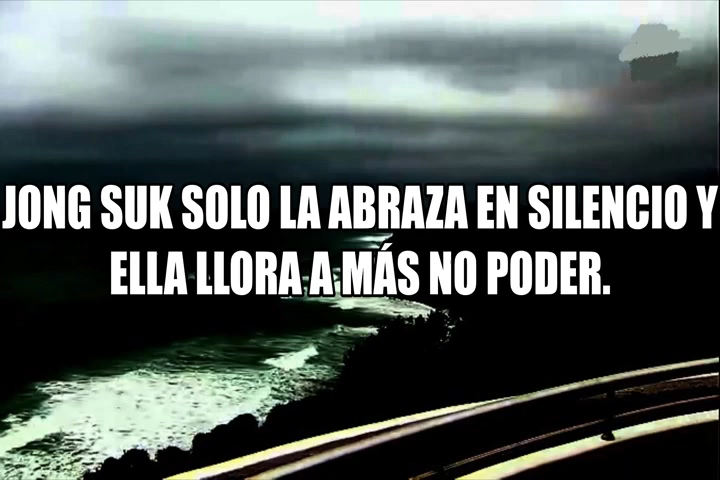 JONG SUK SOLO LA ABRAZA EN SILENCIO Y
ELLA LLORA A MÁS NO PODER.